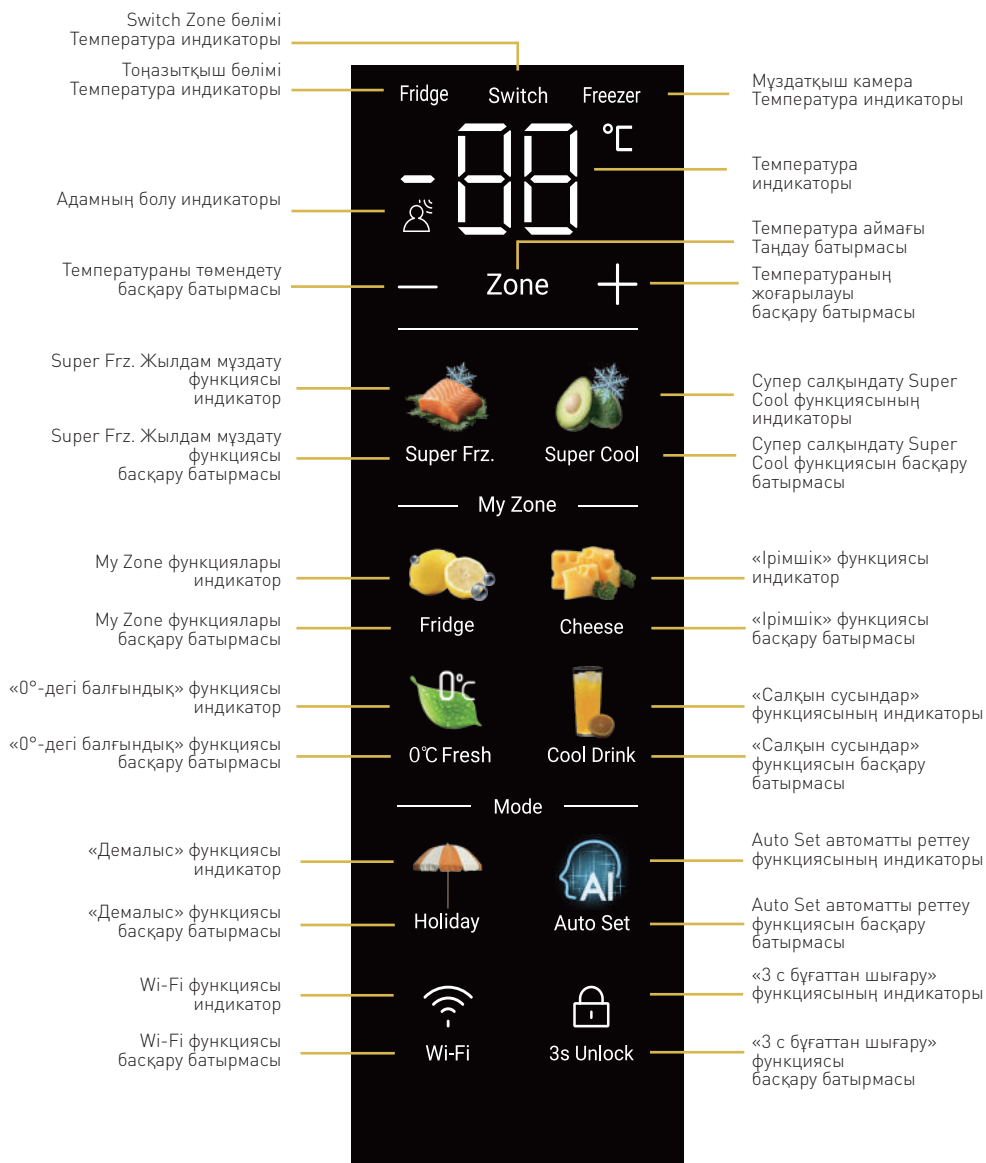 Switch Zone бөлімі
Температура индикаторы
Тоңазытқыш бөлімі
Температура индикаторы
Адамның болу индикаторы
Температураны төмендету
басқару батырмасы
Super Frz. Жылдам мұздату
функциясы
индикатор
Super Frz. Жылдам мұздату
функциясы
басқару батырмасы
My Zone функциялары
индикатор
My Zone функциялары
басқару батырмасы
«0°-дегі балғындық» функциясы
индикатор
«0°-дегі балғындық» функциясы
басқару батырмасы
«Демалыс» функциясы
индикатор
«Демалыс» функциясы
басқару батырмасы
Wi-Fi функциясы
индикатор
Wi-Fi функциясы
басқару батырмасы
Fridge Switch Freezer
-88 °C
Zone
Super Frz. Super Cool
My Zone
Fridge Cheese
0°c
0°C Fresh Cool Drink
Mode
AI
Holiday Auto Set
Wi-Fi 3s Unlock
Мұздатқыш камера
Температура индикаторы
Температура
индикаторы
Температура аймағы
Таңдау батырмасы
Температураның
жоғарылауы
басқару батырмасы
Супер салқындату Super
Cool функциясының
индикаторы
Супер салқындату Super
Cool функциясын басқару
батырмасы
«Ірімшік» функциясы
индикатор
«Ірімшік» функциясы
басқару батырмасы
«Салқын сусындар»
функциясының индикаторы
«Салқын сусындар»
функциясын басқару
батырмасы
Auto Set автоматты реттеу
функциясының индикаторы
Auto Set автоматты реттеу
функциясын басқару
батырмасы
«3 с бұғаттан шығару»
функциясының индикаторы
«3 с бұғаттан шығару»
функциясы
басқару батырмасы